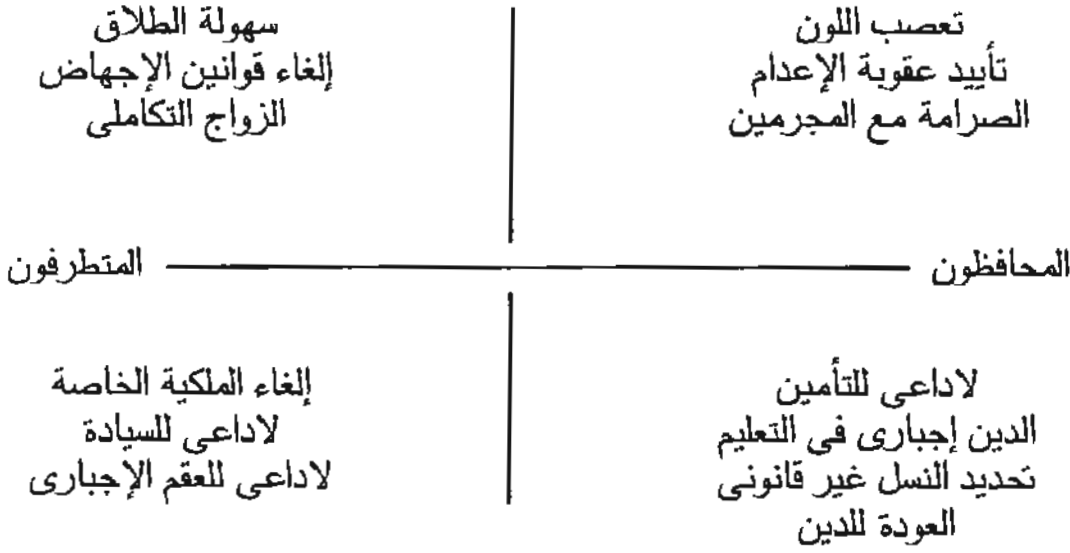 تعصب اللون
تأييد عقوبة الإعدام
الصرامة مع المجرمين
سهولة الطلاق
إلغاء قوانين الإجهاض
الزواج التكاملى
المحافظون
المتطرفون
لاداعى للتأمين
الدين إجبارى فى التعليم
تحديد النسل غير قانونى
العودة للدين
إلغاء الملكية الخاصة
لاداعى للسيادة
لاداعى للعقم الإجبارى